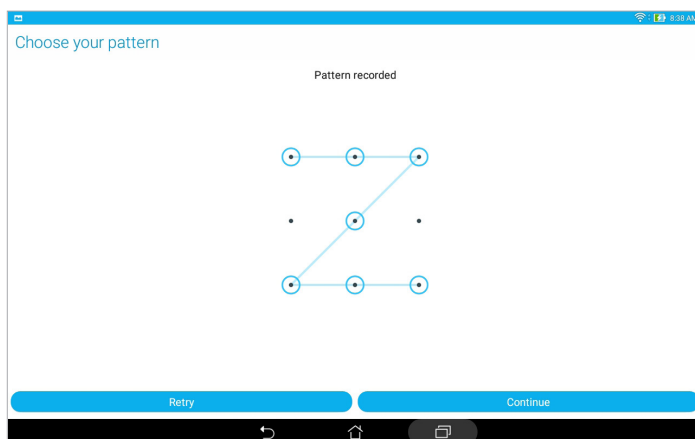 8:38 AM
Choose your pattern
Pattern recorded
Retry
Continue